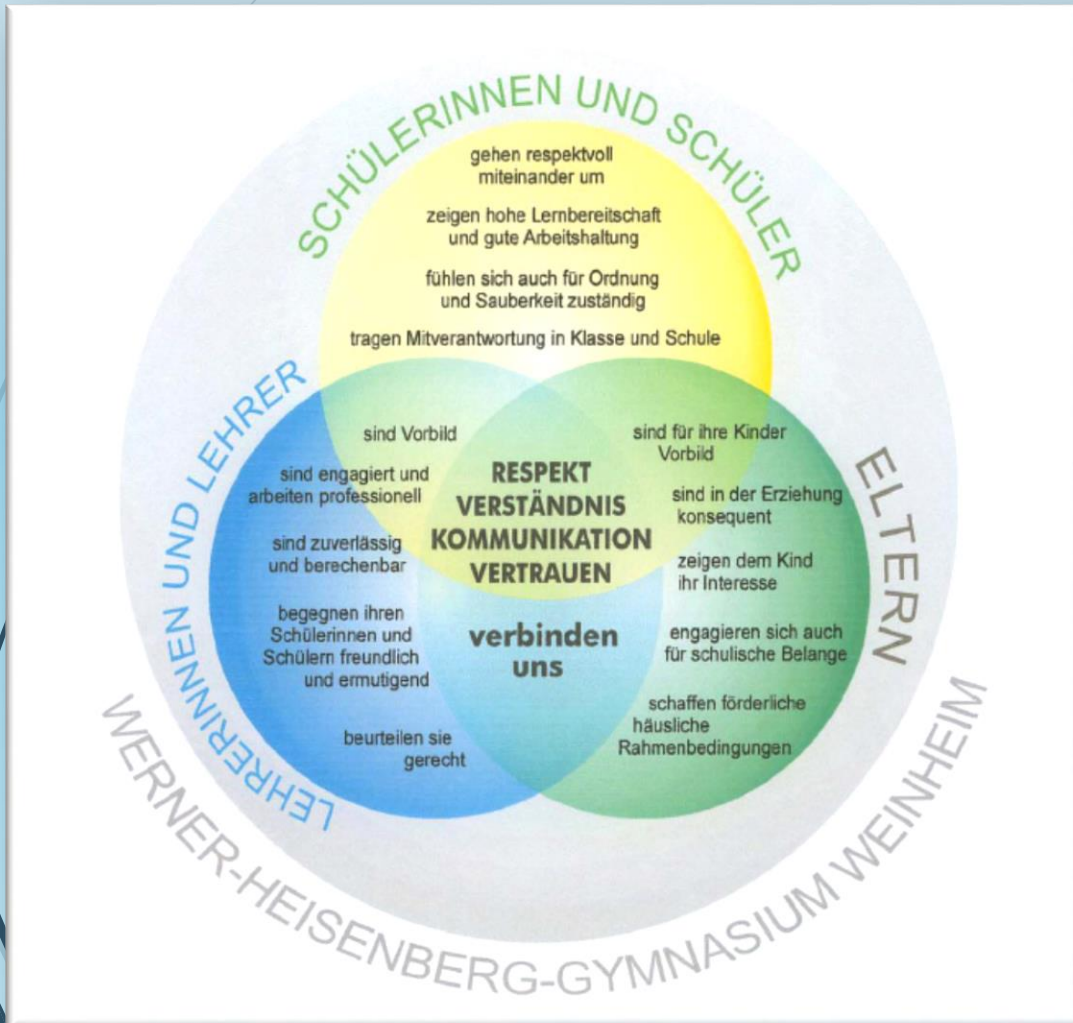 SCHÜLERINNEN UND SCHÜLER
gehen respektvoll
miteinander um
zeigen hohe Lernbereitschaft
und gute Arbeitshaltung
fühlen sich auch für Ordnung
und Sauberkeit zuständig
tragen Mitverantwortung in Klasse und Schule
LEHRERINNEN UND LEHRER
sind Vorbild
sind engagiert und
arbeiten professionell
sind zuverlässig
und berechenbar
begegnen ihren
Schülerinnen und
Schülern freundlich
und ermutigend
beurteilen sie
gerecht
RESPEKT
VERSTÄNDNIS
KOMMUNIKATION
VERTRAUEN
verbinden
uns
ELTERN
sind für ihre Kinder
Vorbild
sind in der Erziehung
konsequent
zeigen dem Kind
ihr Interesse
engagieren sich auch
für schulische Belange
schaffen förderliche
häusliche
Rahmenbedingungen
WERNER-HEISENBERG-GYMNASIUM WEINHEIM